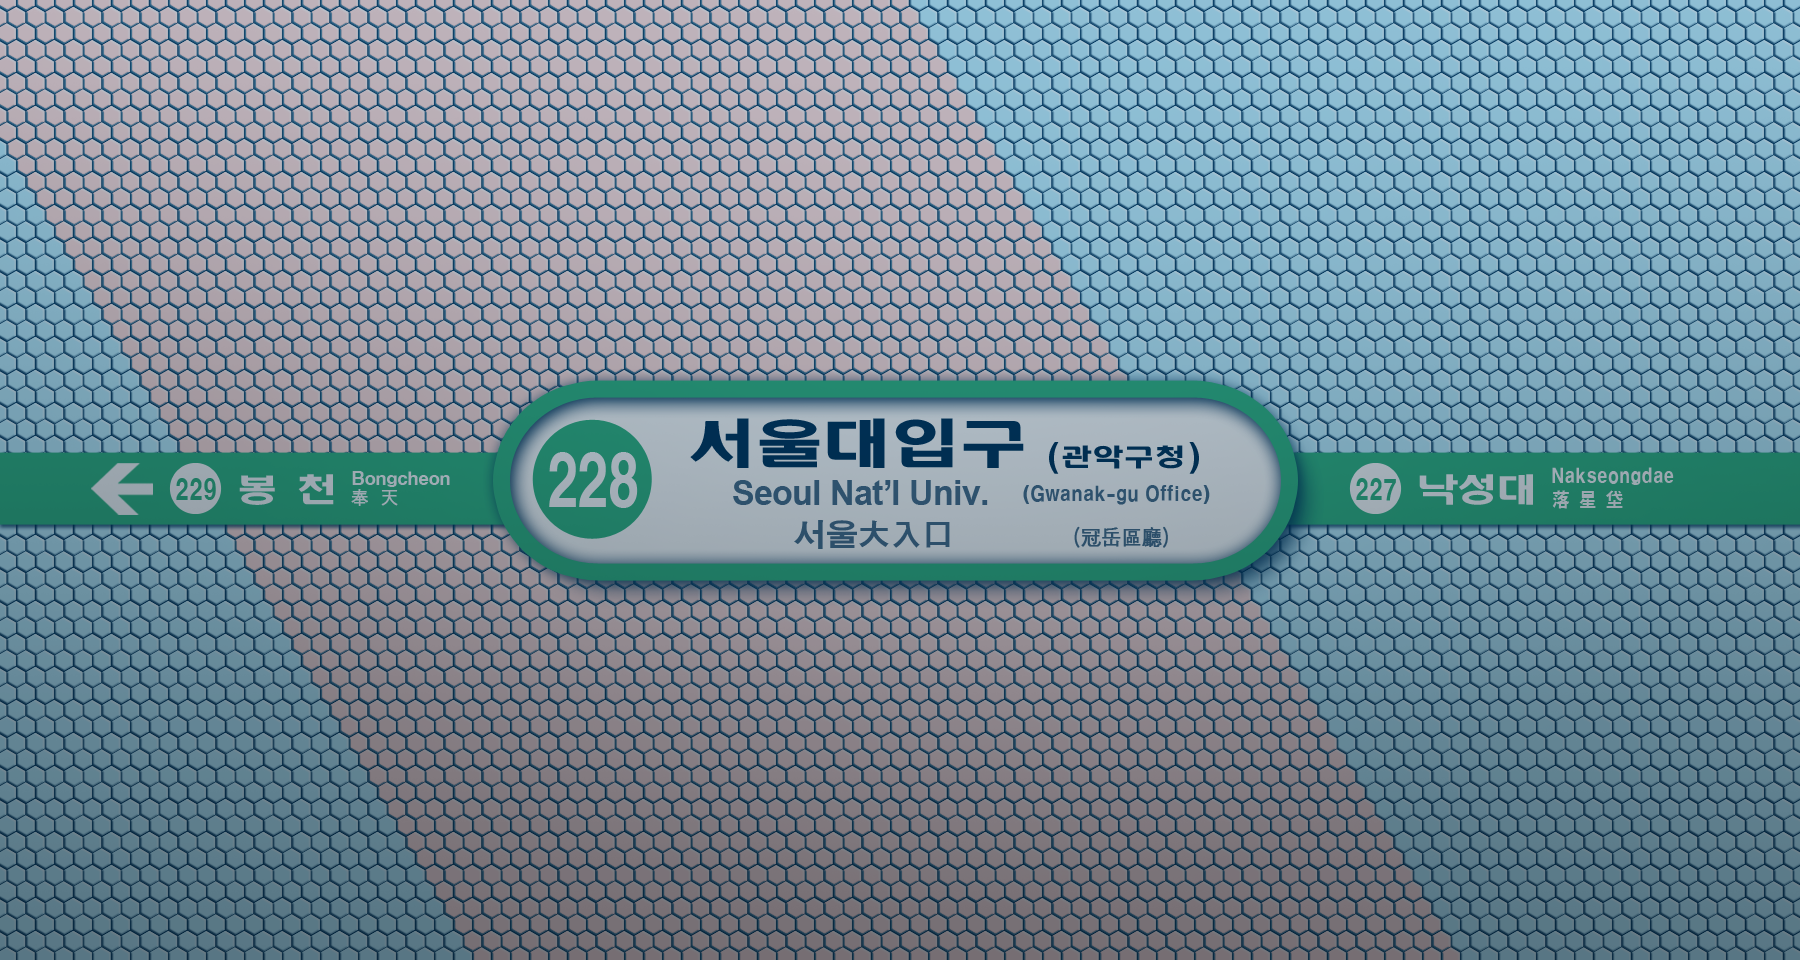 229 봉 천 Bongcheon
奉 天
228
서울대입구 (관악구청)
Seoul Nat’l Univ. (Gwanak-gu Office)
서울大入口 (冠岳區廳)
227 낙성대 Nakseongdae
落 星 垈